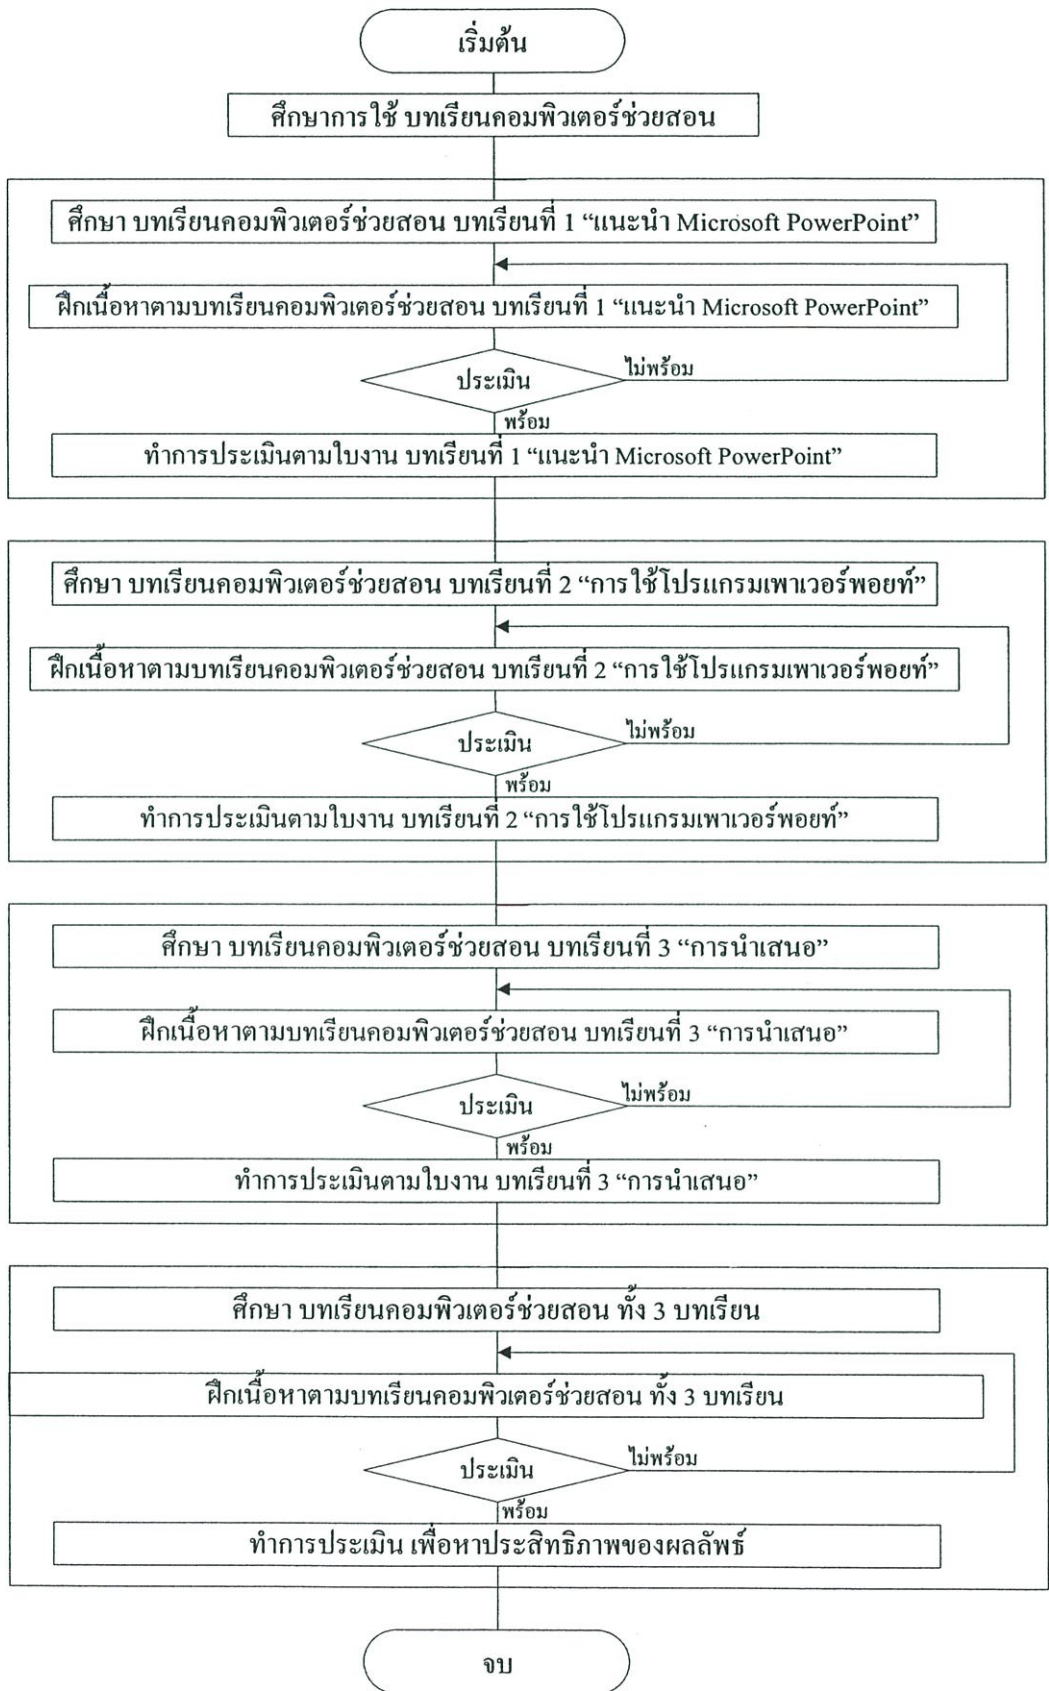 เริ่มต้น
ศึกษาการใช้ บทเรียนคอมพิวเตอร์ช่วยสอน
ศึกษา บทเรียนคอมพิวเตอร์ช่วยสอน บทเรียนที่ 1 “แนะนำ Microsoft PowerPoint”
ฝึกเนื้อหาตามบทเรียนคอมพิวเตอร์ช่วยสอน บทเรียนที่ 1 “แนะนำ Microsoft PowerPoint”
ไม่พร้อม
ประเมิน
พร้อม
ทำการประเมินตามใบงาน บทเรียนที่ 1 “แนะนำ Microsoft PowerPoint”
ศึกษา บทเรียนคอมพิวเตอร์ช่วยสอน บทเรียนที่ 2 “การใช้โปรแกรมเพาเวอร์พอยท์”
ฝึกเนื้อหาตามบทเรียนคอมพิวเตอร์ช่วยสอน บทเรียนที่ 2 “การใช้โปรแกรมเพาเวอร์พอยท์”
ไม่พร้อม
ประเมิน
พร้อม
ทำการประเมินตามใบงาน บทเรียนที่ 2 “การใช้โปรแกรมเพาเวอร์พอยท์”
ศึกษา บทเรียนคอมพิวเตอร์ช่วยสอน บทเรียนที่ 3 “การนำเสนอ”
ฝึกเนื้อหาตามบทเรียนคอมพิวเตอร์ช่วยสอน บทเรียนที่ 3 “การนำเสนอ”
ไม่พร้อม
ประเมิน
พร้อม
ทำการประเมินตามใบงาน บทเรียนที่ 3 “การนำเสนอ”
ศึกษา บทเรียนคอมพิวเตอร์ช่วยสอน ทั้ง 3 บทเรียน
ฝึกเนื้อหาตามบทเรียนคอมพิวเตอร์ช่วยสอน ทั้ง 3 บทเรียน
ไม่พร้อม
ประเมิน
พร้อม
ทำการประเมิน เพื่อหาประสิทธิภาพของผลลัพธ์
จบ